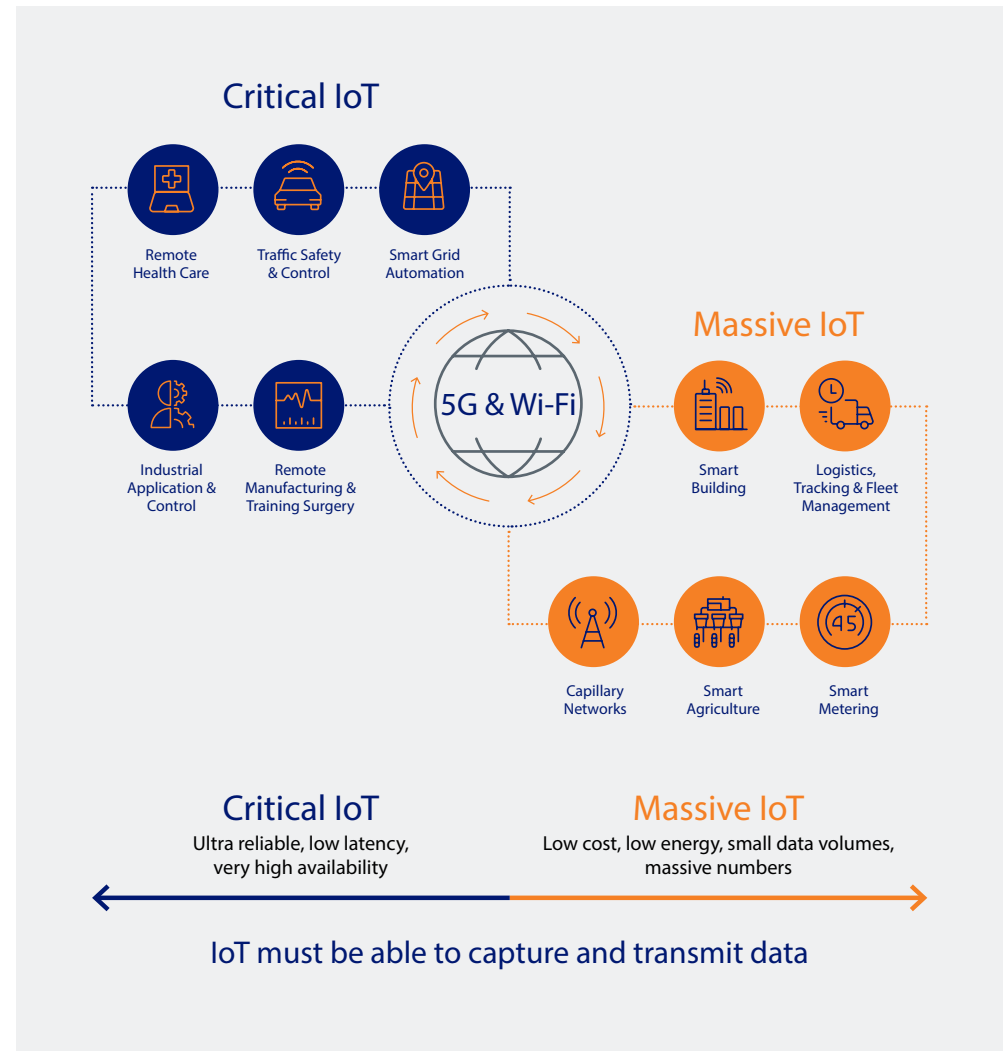 Critical IoT
Remote
Health Care
Traffic Safety
& Control
Smart Grid
Automation
Industrial
Application &
Control
Remote
Manufacturing &
Training Surgery
5G & Wi-Fi
Massive IoT
Smart
Building
Logistics,
Tracking & Fleet
Management
Capillary
Networks
Smart
Agriculture
45
Smart
Metering
Critical IoT
Ultra reliable, low latency,
very high availability
Massive IoT
Low cost, low energy, small data volumes,
massive numbers
IoT must be able to capture and transmit data